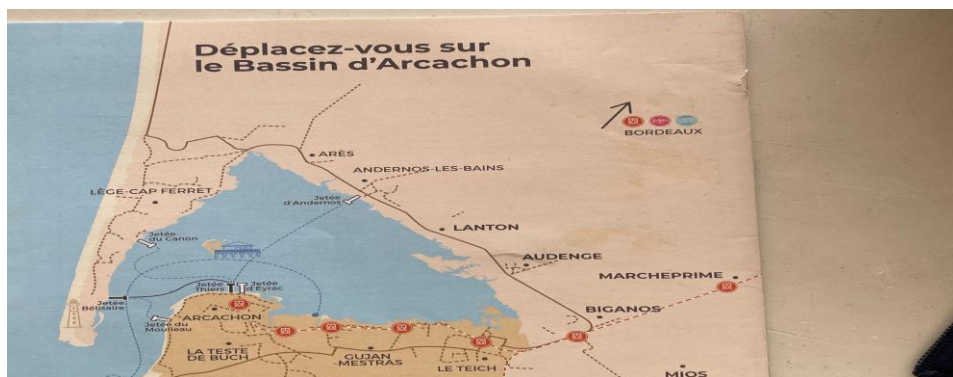 Déplacez-vous sur
le Bassin d'Arcachon
BORDEAUX
ARÈS
ANDERNOS-LES-BAINS
LÈGE-CAP FERRET
Jetée
d'Andernos
LANTON
Jetée
du Canon
AUDENGE
MARCHEPRIME
Jetée
Thiers
Jetée
d'Eyrac
Jetée
Bélisaire
BIGANOS
ARCACHON
Jetée du
Moulleau
LA TESTE
DE BUCH
GUJAN
MESTRAS
LE TEICH
MIOS